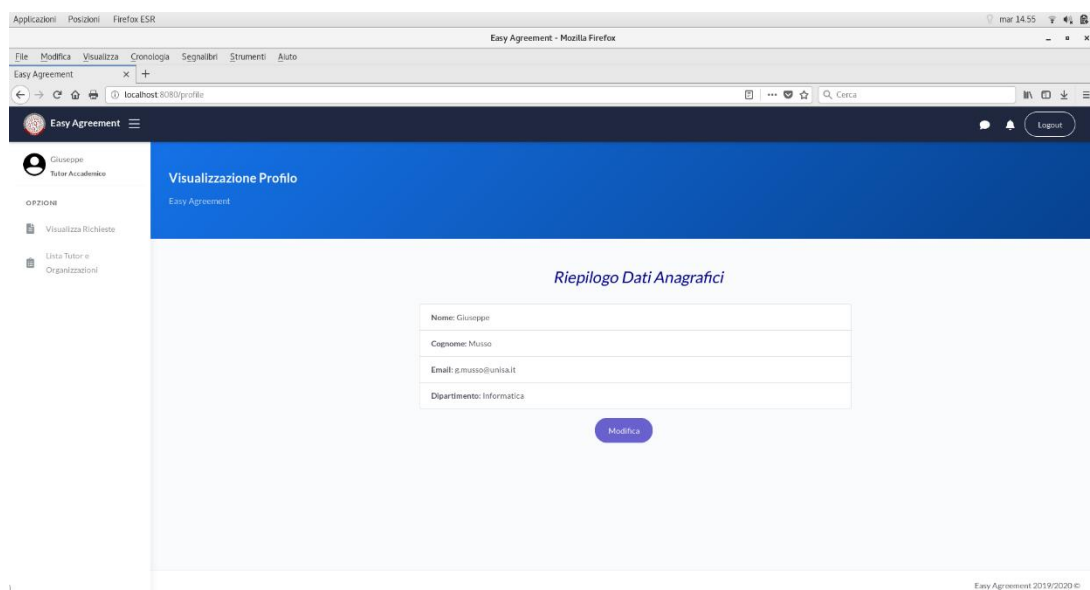 Applicazioni Posizioni Firefox ESR mar 14.55
Easy Agreement - Mozilla Firefox
File Modifica Visualizza Cronologia Segnalibri Strumenti Aiuto
Easy Agreement
localhost:8080/profile Cerca
Easy Agreement Logout
Giuseppe
Tutor Accademico
OPZIONI
Visualizza Richieste
Lista Tutor e
Organizzazioni
Visualizzazione Profilo
Easy Agreement
Riepilogo Dati Anagrafici
Nome: Giuseppe
Cognome: Musso
Email: g.musso@unisa.it
Dipartimento: Informatica
Modifica
Easy Agreement 2019/2020 ©